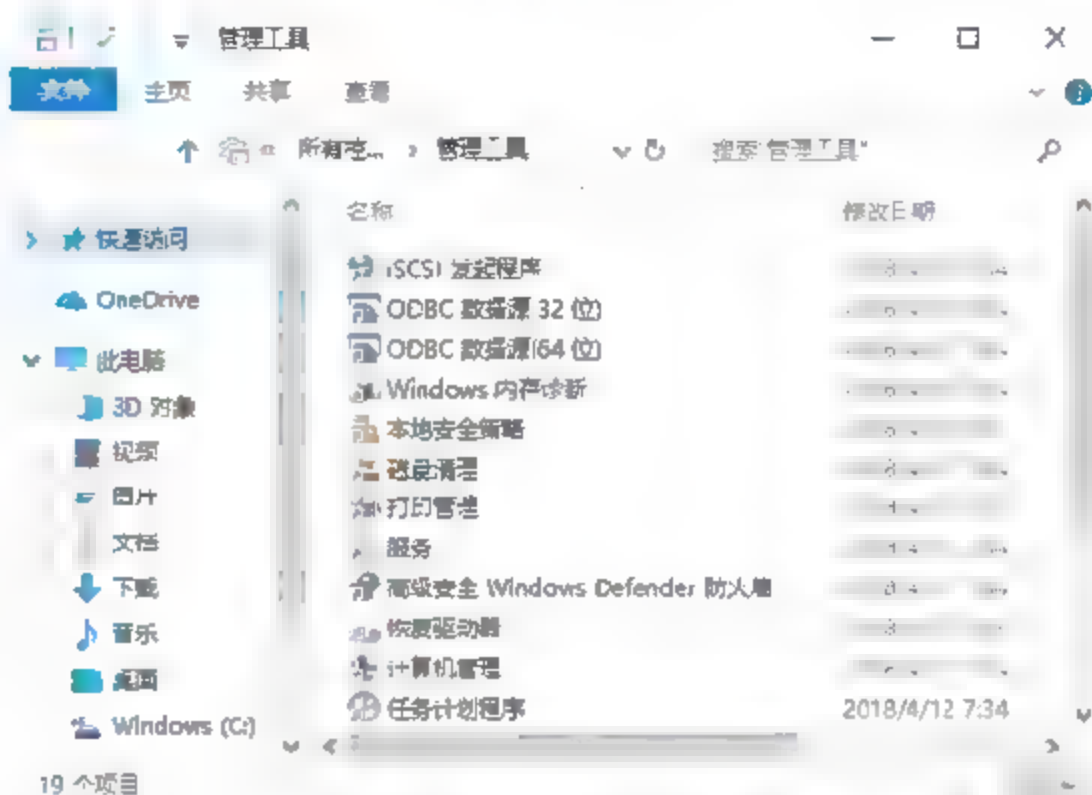 管理工具
文件 主页 共享 查看
所有控... › 管理工具 搜索"管理工具"
名称 修改日期
快速访问
OneDrive
此电脑
3D 对象
视频
图片
文档
下载
音乐
桌面
Windows (C:)
iSCSI 发起程序
ODBC 数据源(32 位)
ODBC 数据源(64 位)
Windows 内存诊断
本地安全策略
磁盘清理
打印管理
服务
高级安全 Windows Defender 防火墙
恢复驱动器
计算机管理
任务计划程序 2018/4/12 7:34
19 个项目